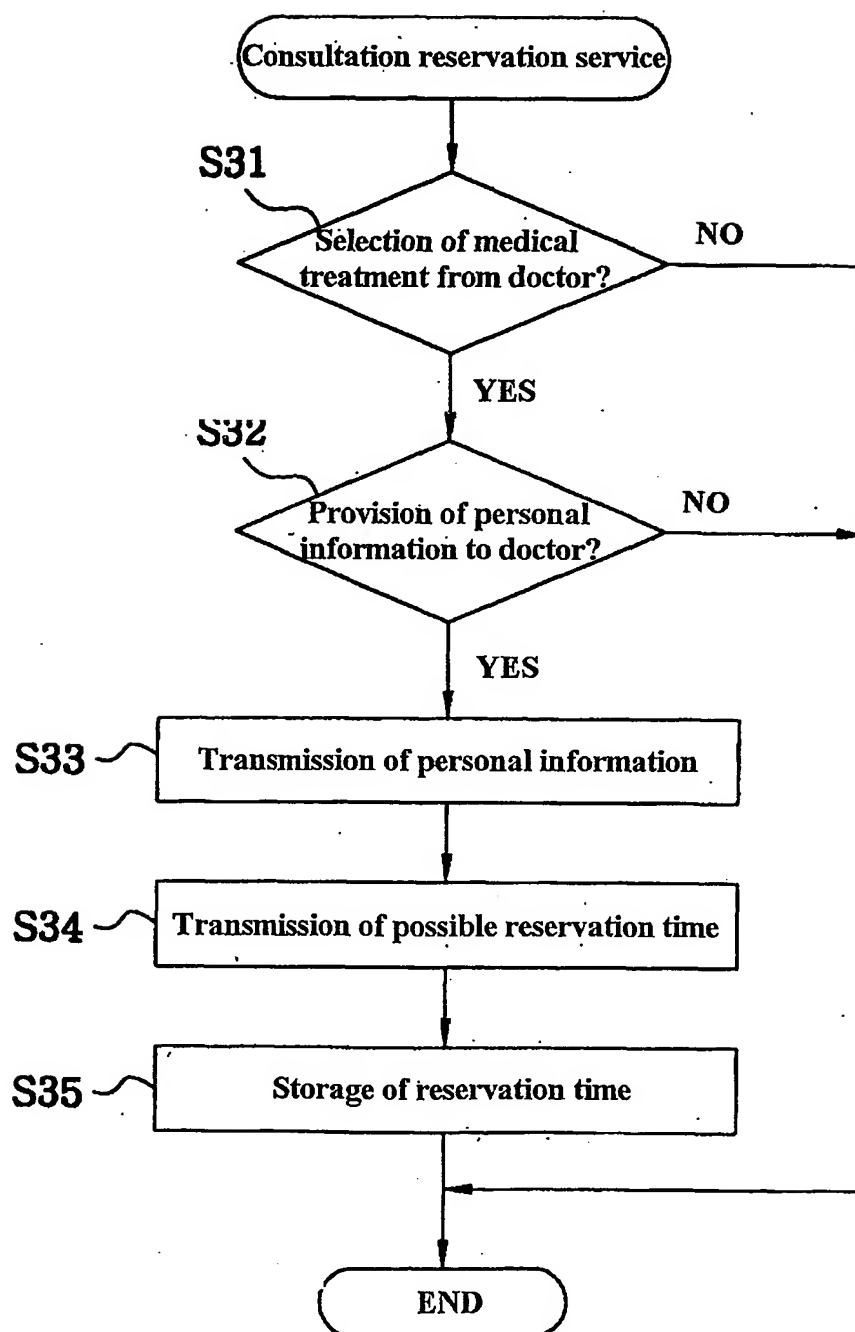 Consultation reservation service
S31
Selection of medical
treatment from doctor?
NO
YES
S32
Provision of personal
information to doctor?
NO
YES
S33
Transmission of personal information
S34
Transmission of possible reservation time
S35
Storage of reservation time
END